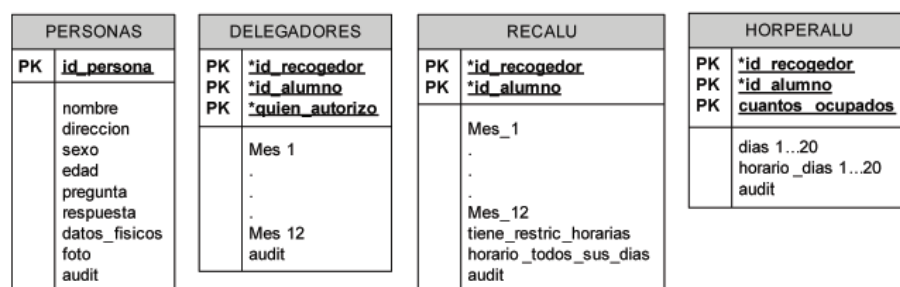 PERSONAS
PK id_persona
nombre
direccion
sexo
edad
pregunta
respuesta
datos_fisicos
foto
audit
DELEGADORES
PK *id_recogedor
PK *id_alumno
PK *quien_autorizo
Mes 1
.
.
.
Mes 12
audit
RECALU
PK *id_recogedor
PK *id_alumno
Mes_1
.
.
.
Mes_12
tiene_restric_horarias
horario_todos_sus_dias
audit
HORPERALU
PK *id_recogedor
PK *id_alumno
PK cuantos_ocupados
dias 1...20
horario _dias 1...20
audit